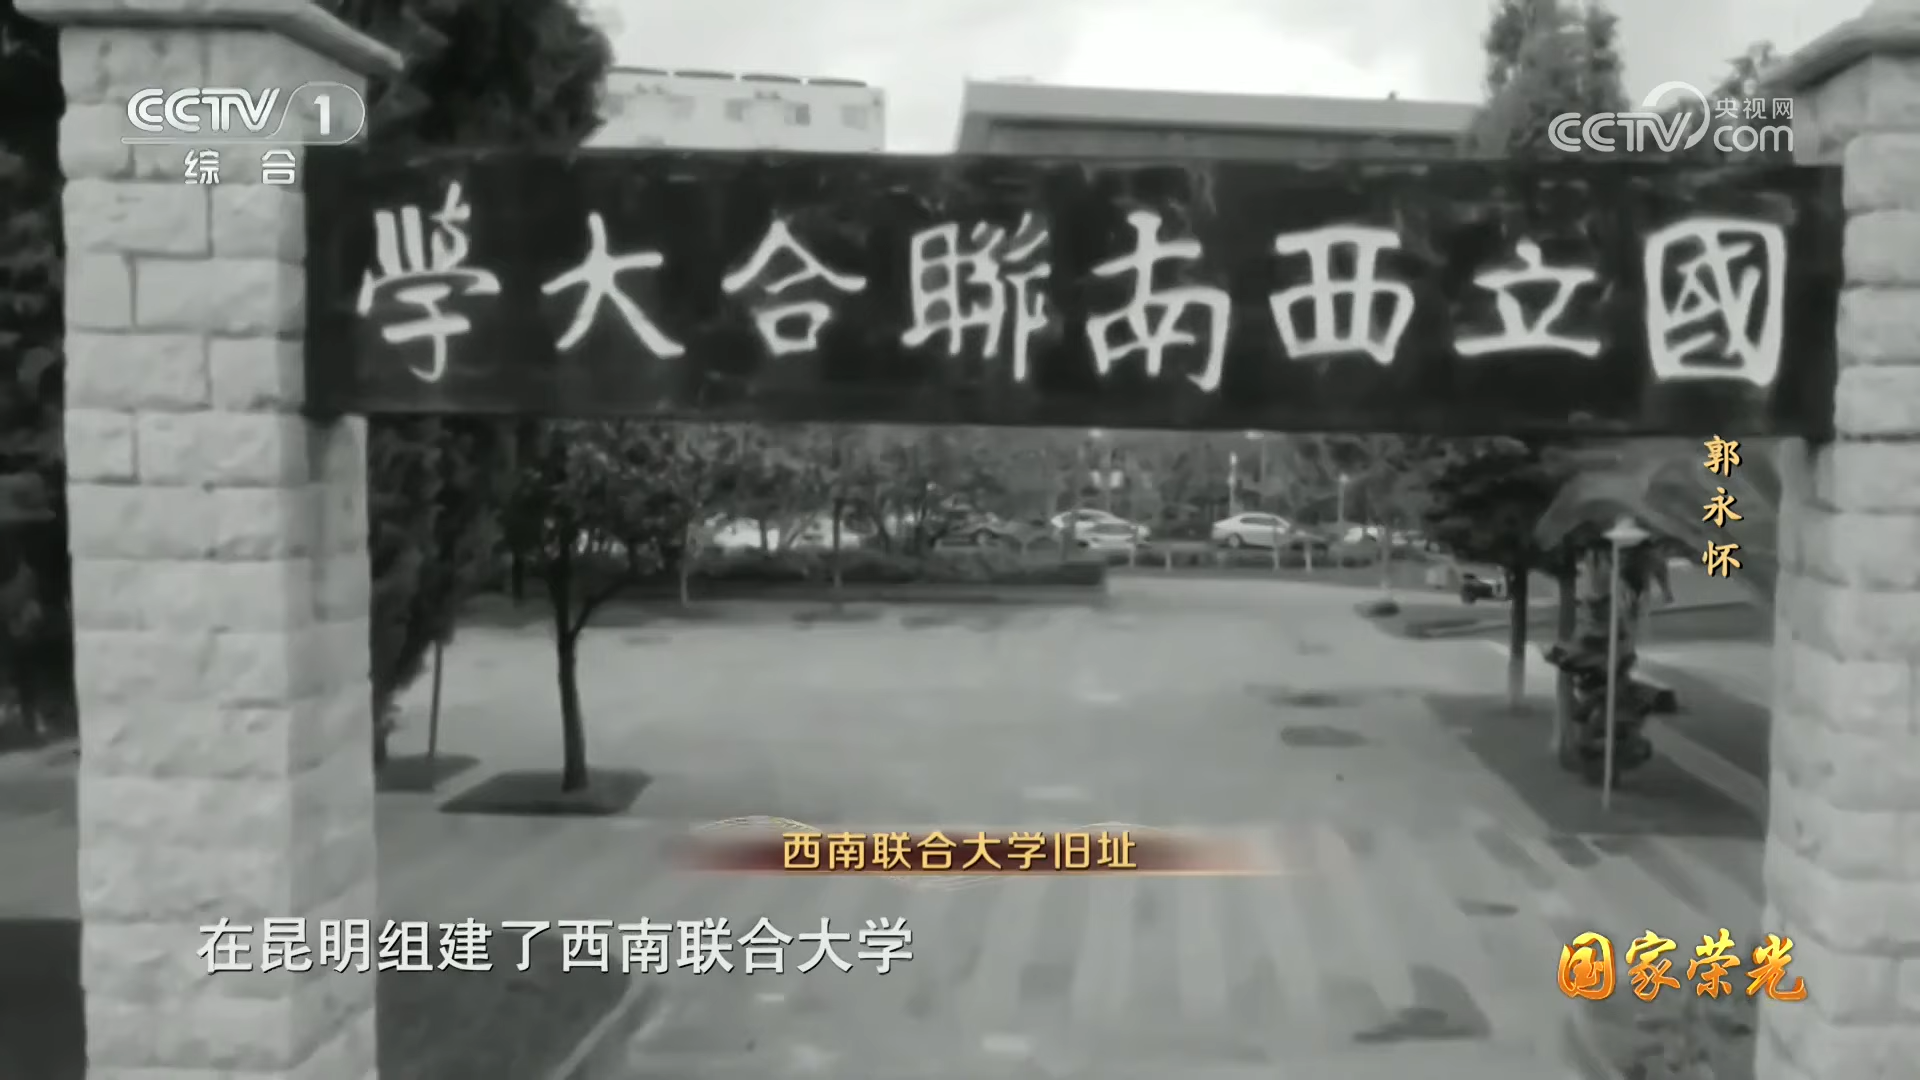 CCTV 1
综合
央视网
CCTV.com
國立西南聯合大學
郭永怀
西南联合大学旧址
在昆明组建了西南联合大学
国家荣光